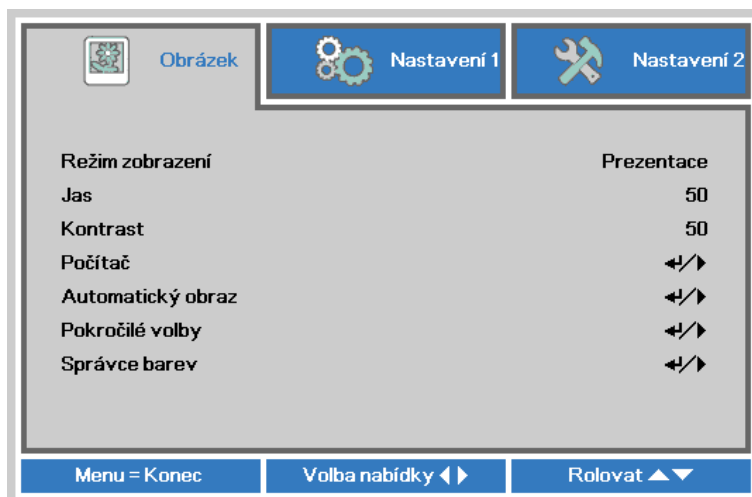 Obrázek Nastavení 1 Nastavení 2
Režim zobrazení Prezentace
Jas 50
Kontrast 50
Počítač
Automatický obraz
Pokročilé volby
Správce barev
Menu = Konec Volba nabídky Rolovat